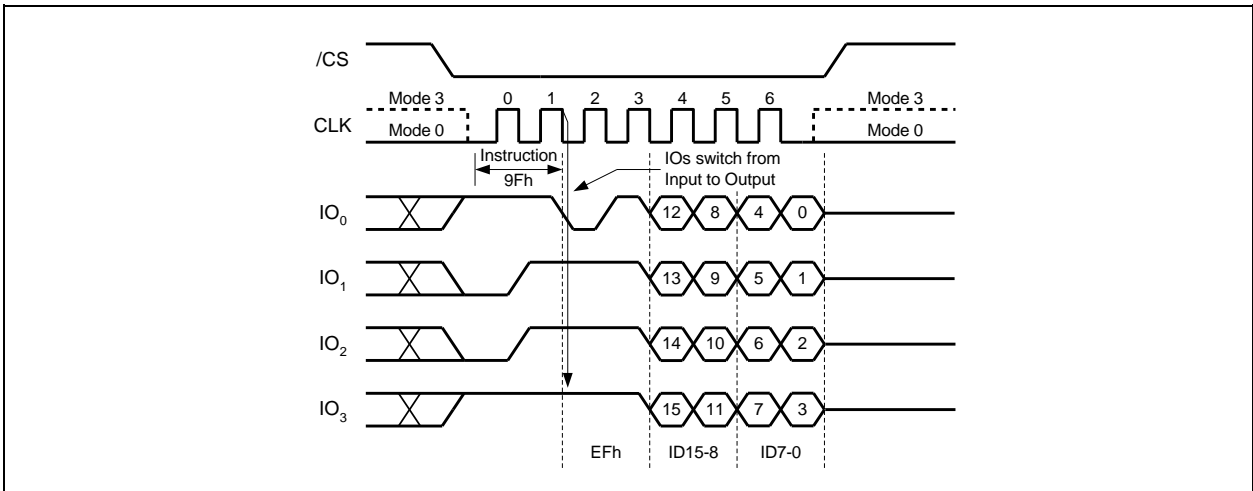 /CS
Mode 3 0 1 2 3 4 5 6 Mode 3
CLK
Mode 0 Mode 0
Instruction
9Fh
IOs switch from
Input to Output
IO0 12 8 4 0
IO1 13 9 5 1
IO2 14 10 6 2
IO3 15 11 7 3
EFh ID15-8 ID7-0